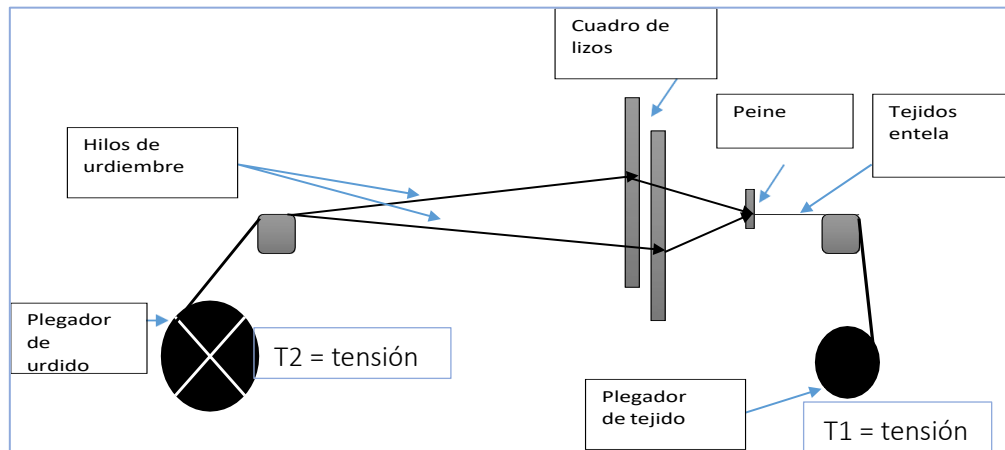 Cuadro de
lizos
Peine
Tejidos
entela
Hilos de
urdiembre
Plegador
de
urdido
T2 = tensión
Plegador
de tejido
T1 = tensión